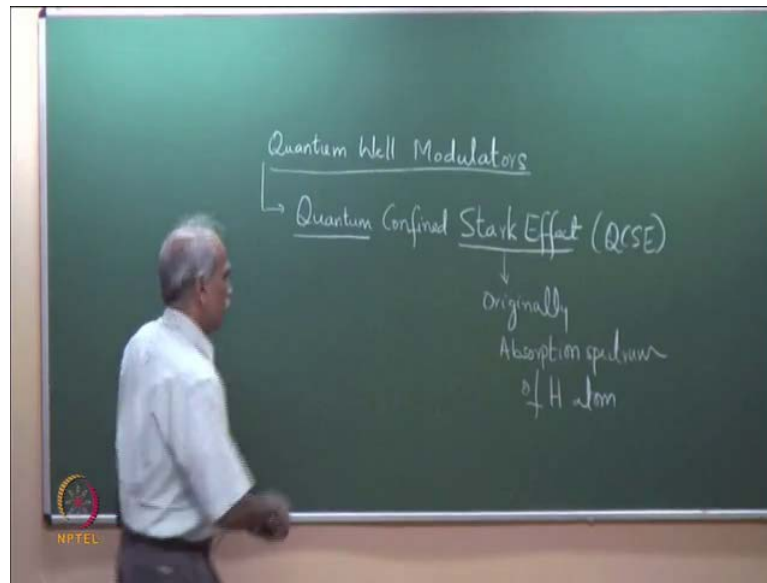 Quantum Well Modulators
Quantum Confined Stark Effect (QCSE)
Originally
Absorption spectrum
of H atom
NPTEL